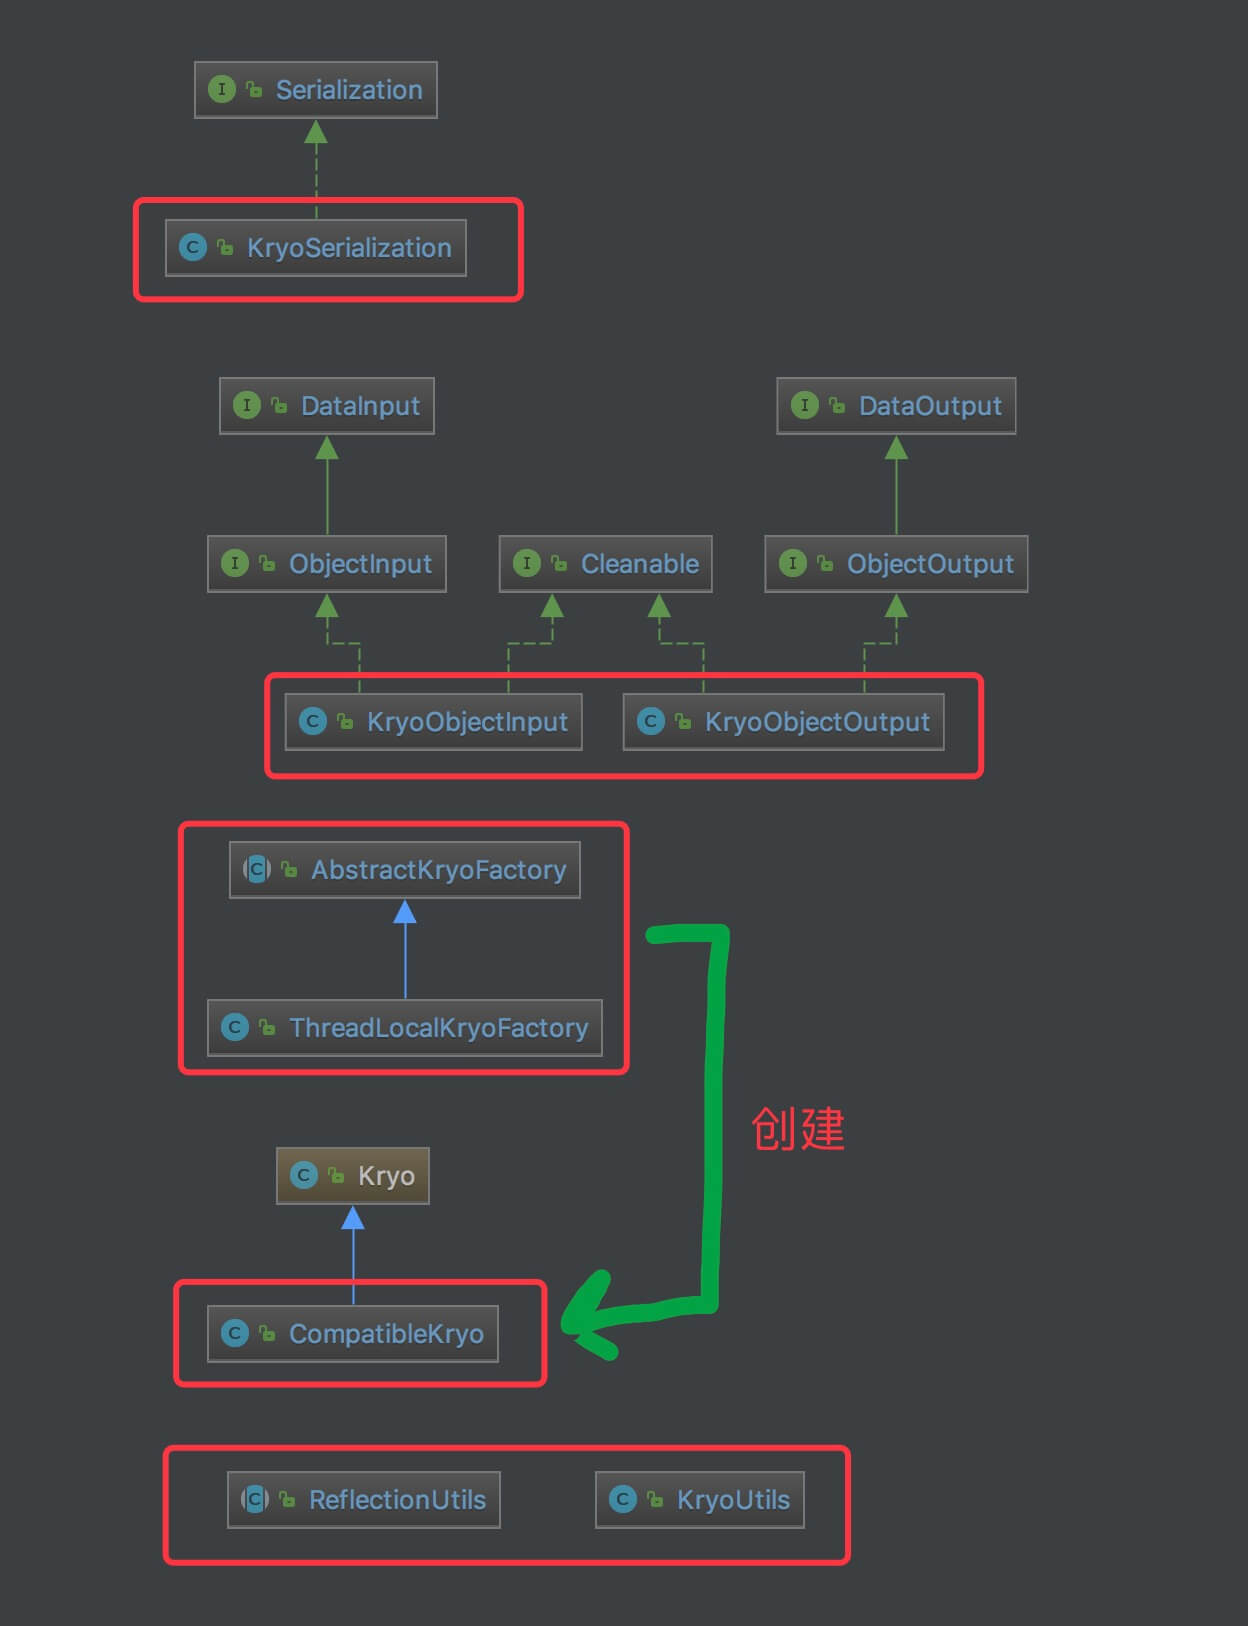 I Serialization
C KryoSerialization
I DataInput
I DataOutput
I ObjectInput
I Cleanable
I ObjectOutput
C KryoObjectInput
C KryoObjectOutput
C AbstractKryoFactory
C ThreadLocalKryoFactory
创建
C Kryo
C CompatibleKryo
C ReflectionUtils
C KryoUtils